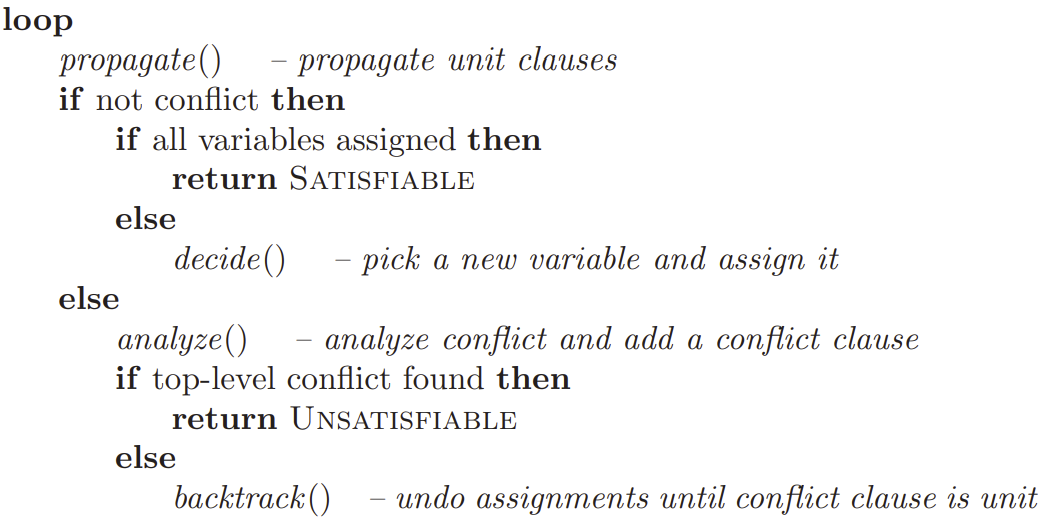 loop
propagate() – propagate unit clauses
if not conflict then
if all variables assigned then
return SATISFIABLE
else
decide() – pick a new variable and assign it
else
analyze() – analyze conflict and add a conflict clause
if top-level conflict found then
return UNSATISFIABLE
else
backtrack() – undo assignments until conflict clause is unit